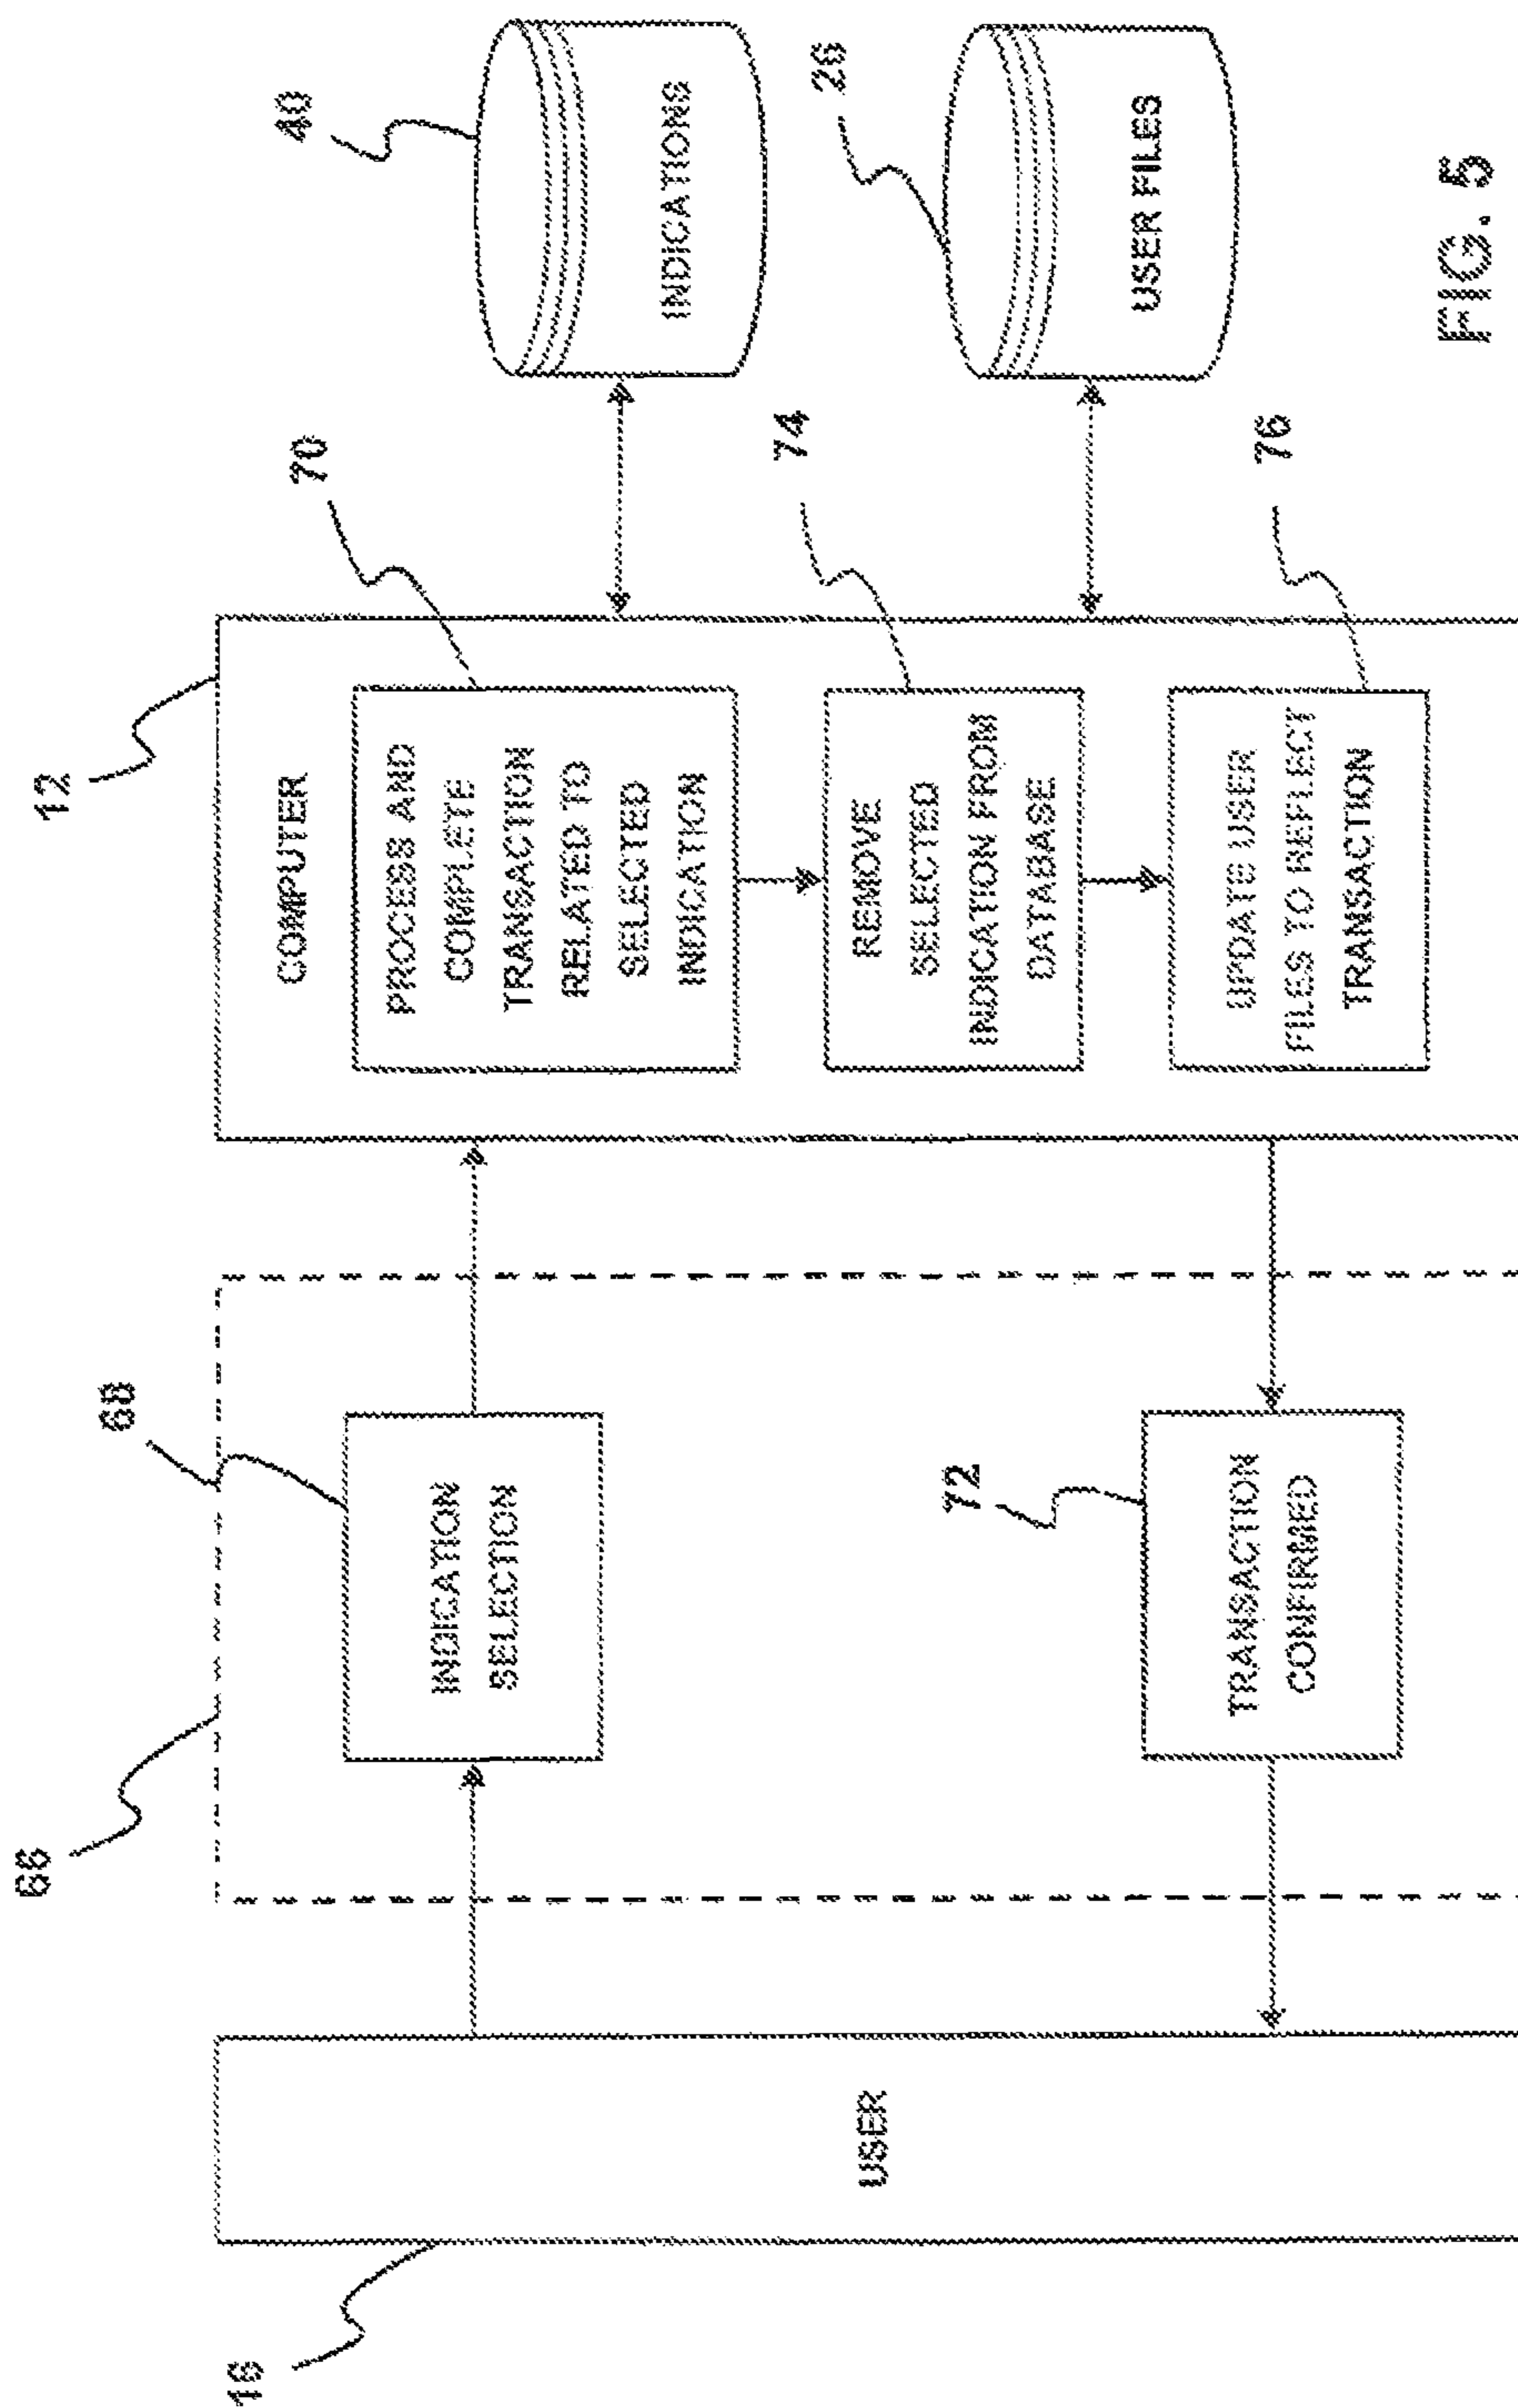 12
COMPUTER
PROCESS AND
COMPLETE
TRANSACTION
RELATED TO
SELECTED
INDICATION
70
REMOVE
SELECTED
INDICATION FROM
DATABASE
74
UPDATE USER
FILES TO REFLECT
TRANSACTION
76
40
INDICATIONS
26
USER FILES
66
68
INDICATION
SELECTION
72
TRANSACTION
CONFIRMED
16
USER
FIG. 5